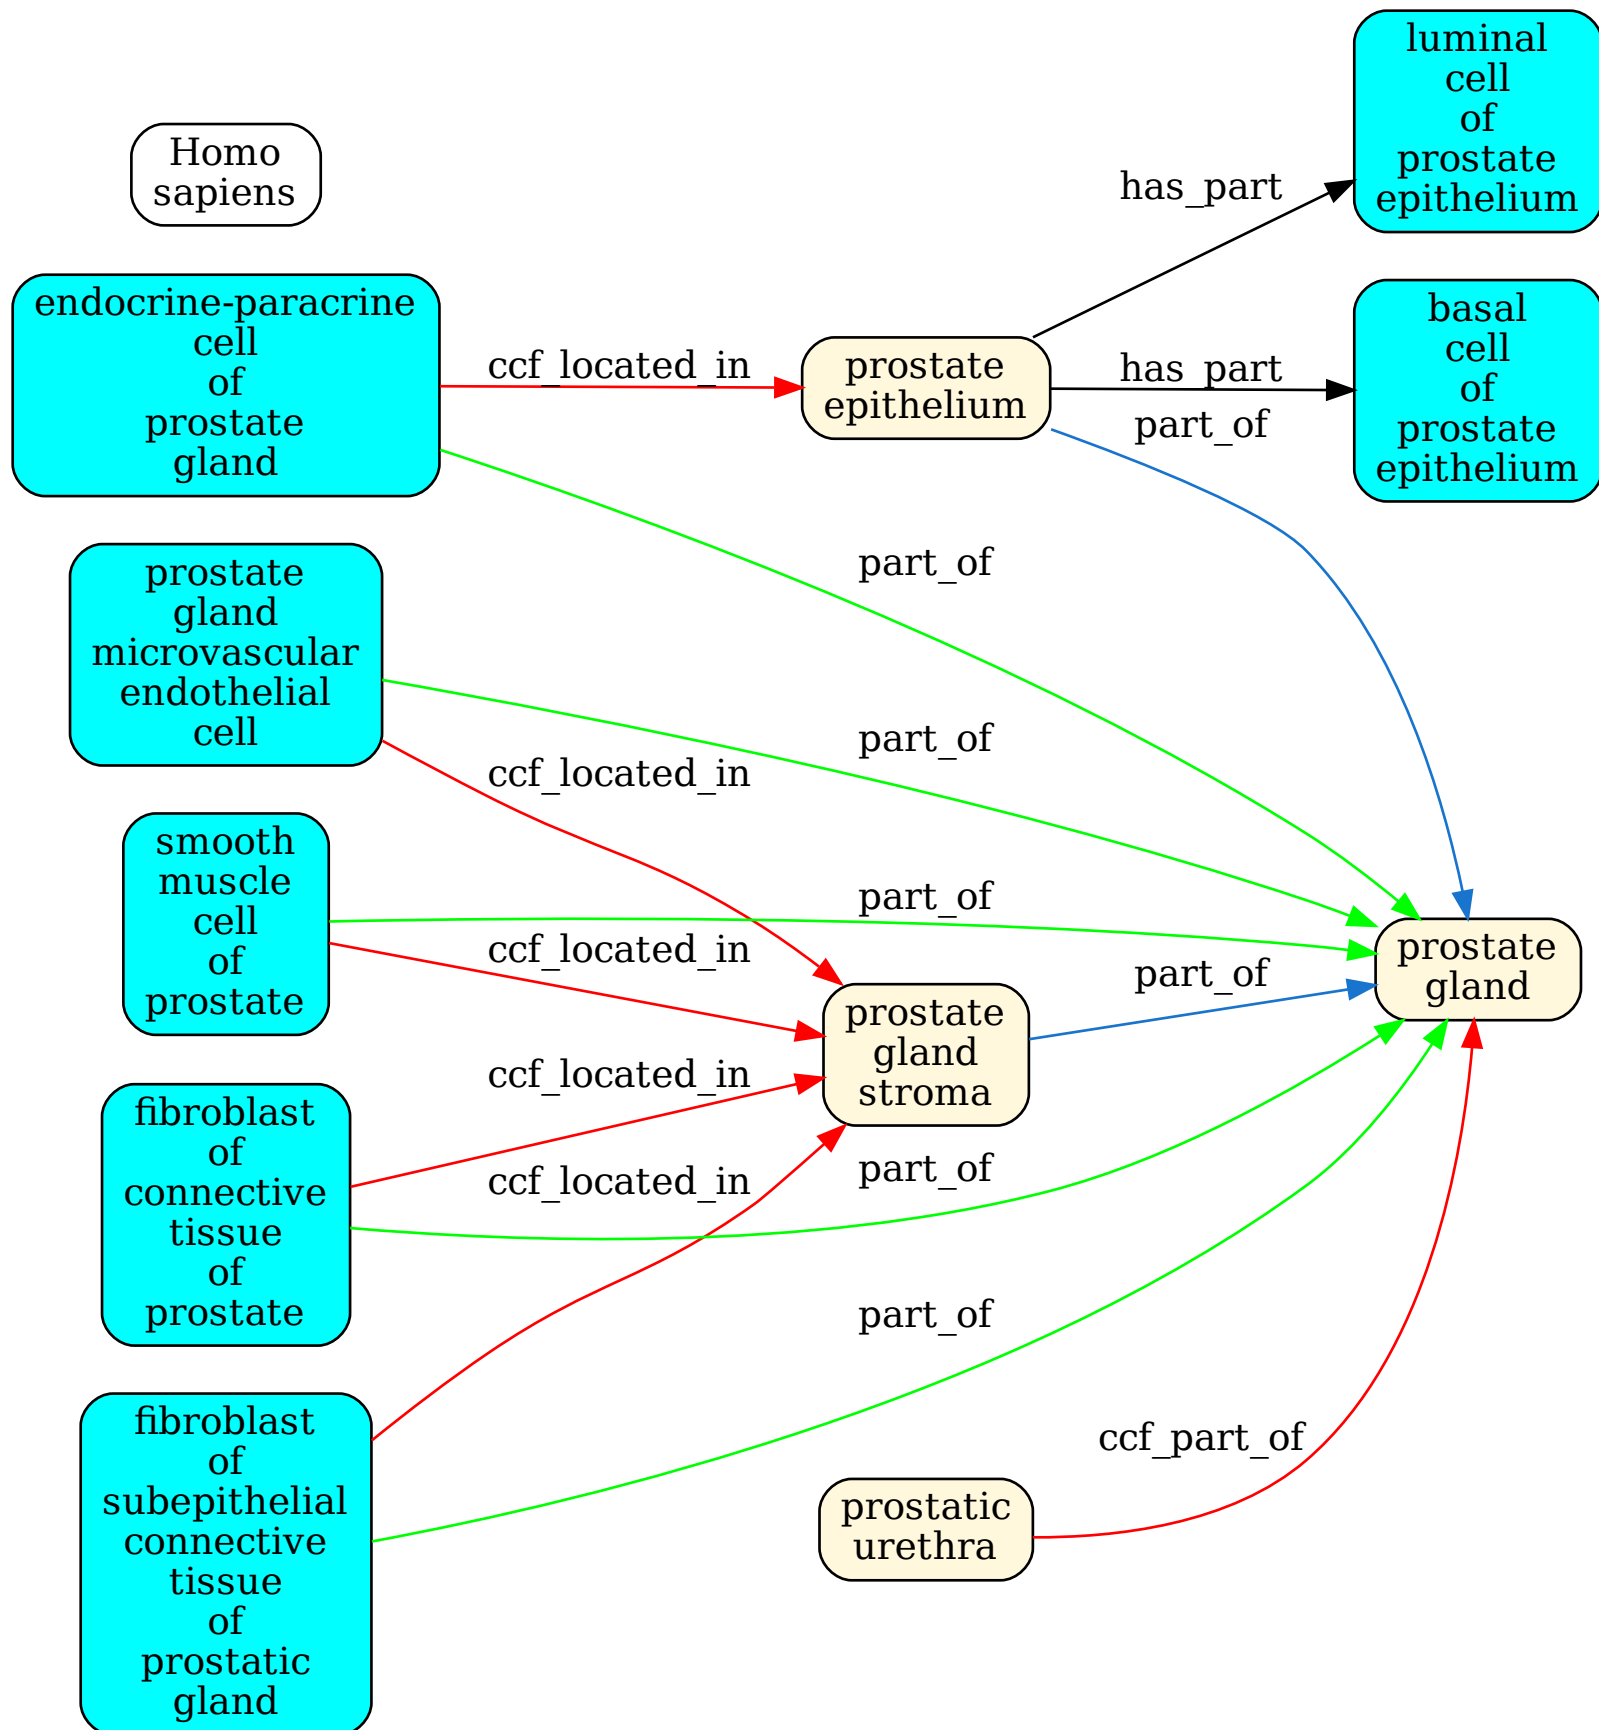 Homo
sapiens
endocrine-paracrine
cell
of
prostate
gland
prostate
gland
microvascular
endothelial
cell
smooth
muscle
cell
of
prostate
fibroblast
of
connective
tissue
of
prostate
fibroblast
of
subepithelial
connective
tissue
of
prostatic
gland
ccf_located_in
ccf_located_in
ccf_located_in
ccf_located_in
ccf_located_in
prostate
epithelium
part_of
part_of
part_of
prostate
gland
stroma
part_of
part_of
prostatic
urethra
has_part
has_part
part_of
part_of
ccf_part_of
luminal
cell
of
prostate
epithelium
basal
cell
of
prostate
epithelium
prostate
gland